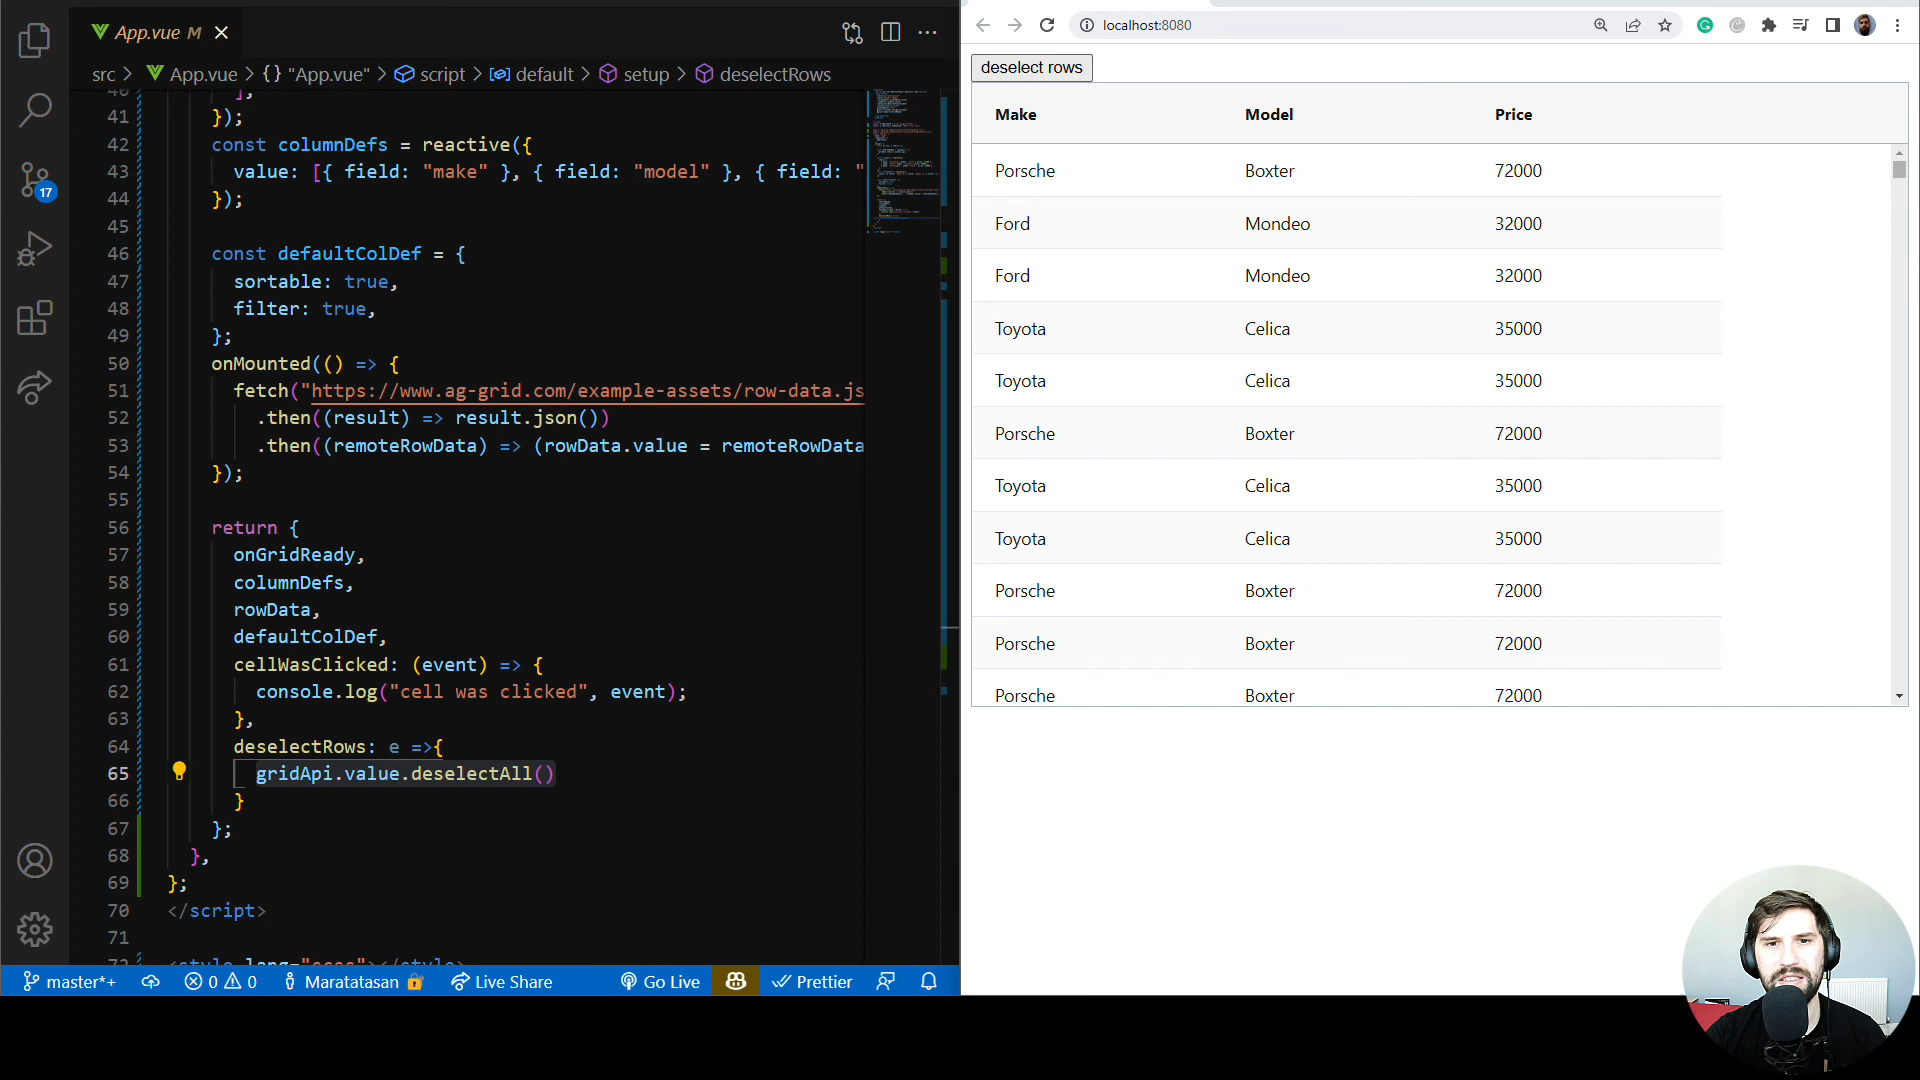 App.vue M
src > App.vue > {} "App.vue" > script > default > setup > deselectRows
40 ],
41 });
42 const columnDefs = reactive({
43 value: [{ field: "make" }, { field: "model" }, { field: "
44 });
45
46 const defaultColDef = {
47 sortable: true,
48 filter: true,
49 };
50 onMounted(() => {
51 fetch("https://www.ag-grid.com/example-assets/row-data.js
52 .then((result) => result.json())
53 .then((remoteRowData) => (rowData.value = remoteRowData
54 });
55
56 return {
57 onGridReady,
58 columnDefs,
59 rowData,
60 defaultColDef,
61 cellWasClicked: (event) => {
62 console.log("cell was clicked", event);
63 },
64 deselectRows: e =>{
65 gridApi.value.deselectAll()
66 }
67 };
68 },
69 };
70 </script>
71
72 <style lang="scss"></style>
17
master*+ 0 0 Maratatasan Live Share Go Live Prettier
localhost:8080
deselect rows
Make Model Price
Porsche Boxter 72000
Ford Mondeo 32000
Ford Mondeo 32000
Toyota Celica 35000
Toyota Celica 35000
Porsche Boxter 72000
Toyota Celica 35000
Toyota Celica 35000
Porsche Boxter 72000
Porsche Boxter 72000
Porsche Boxter 72000